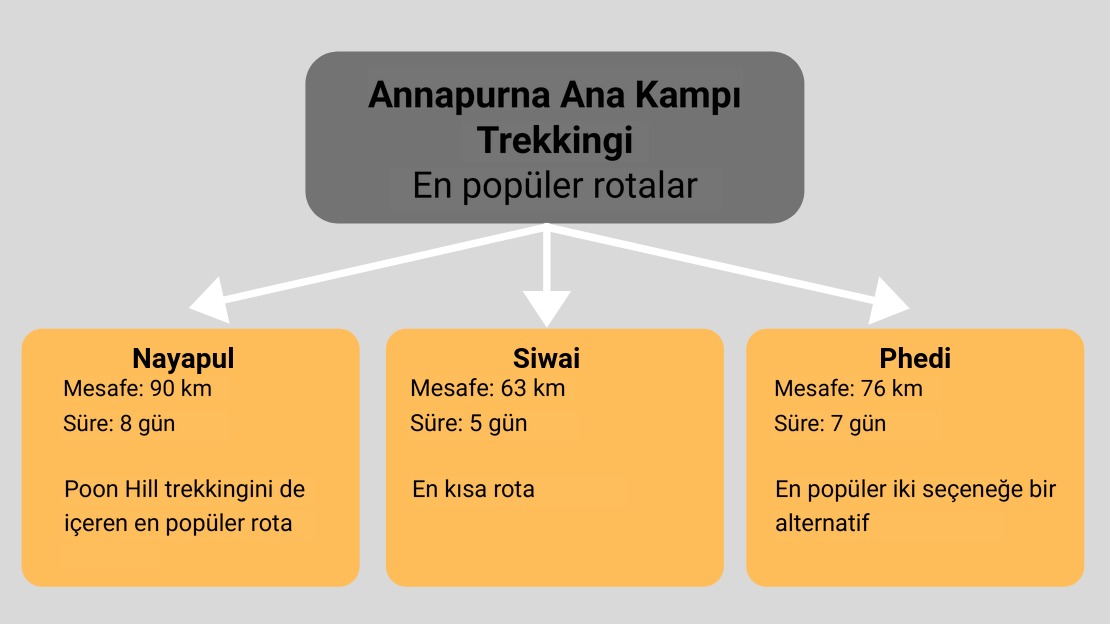 Annapurna Ana Kampı
Trekkingi
En popüler rotalar
Nayapul
Mesafe: 90 km
Süre: 8 gün
Poon Hill trekkingini de
içeren en popüler rota
Siwai
Mesafe: 63 km
Süre: 5 gün
En kısa rota
Phedi
Mesafe: 76 km
Süre: 7 gün
En popüler iki seçeneğe bir
alternatif